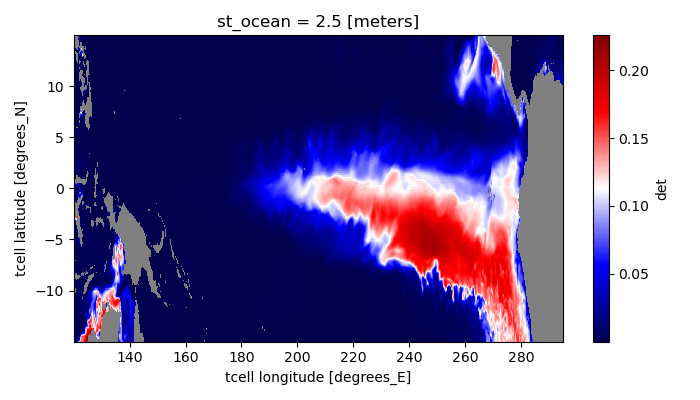 st_ocean = 2.5 [meters]
10
5
0
−5
−10
tcell latitude [degrees_N]
140 160 180 200 220 240 260 280
tcell longitude [degrees_E]
0.20
0.15
0.10
0.05
det